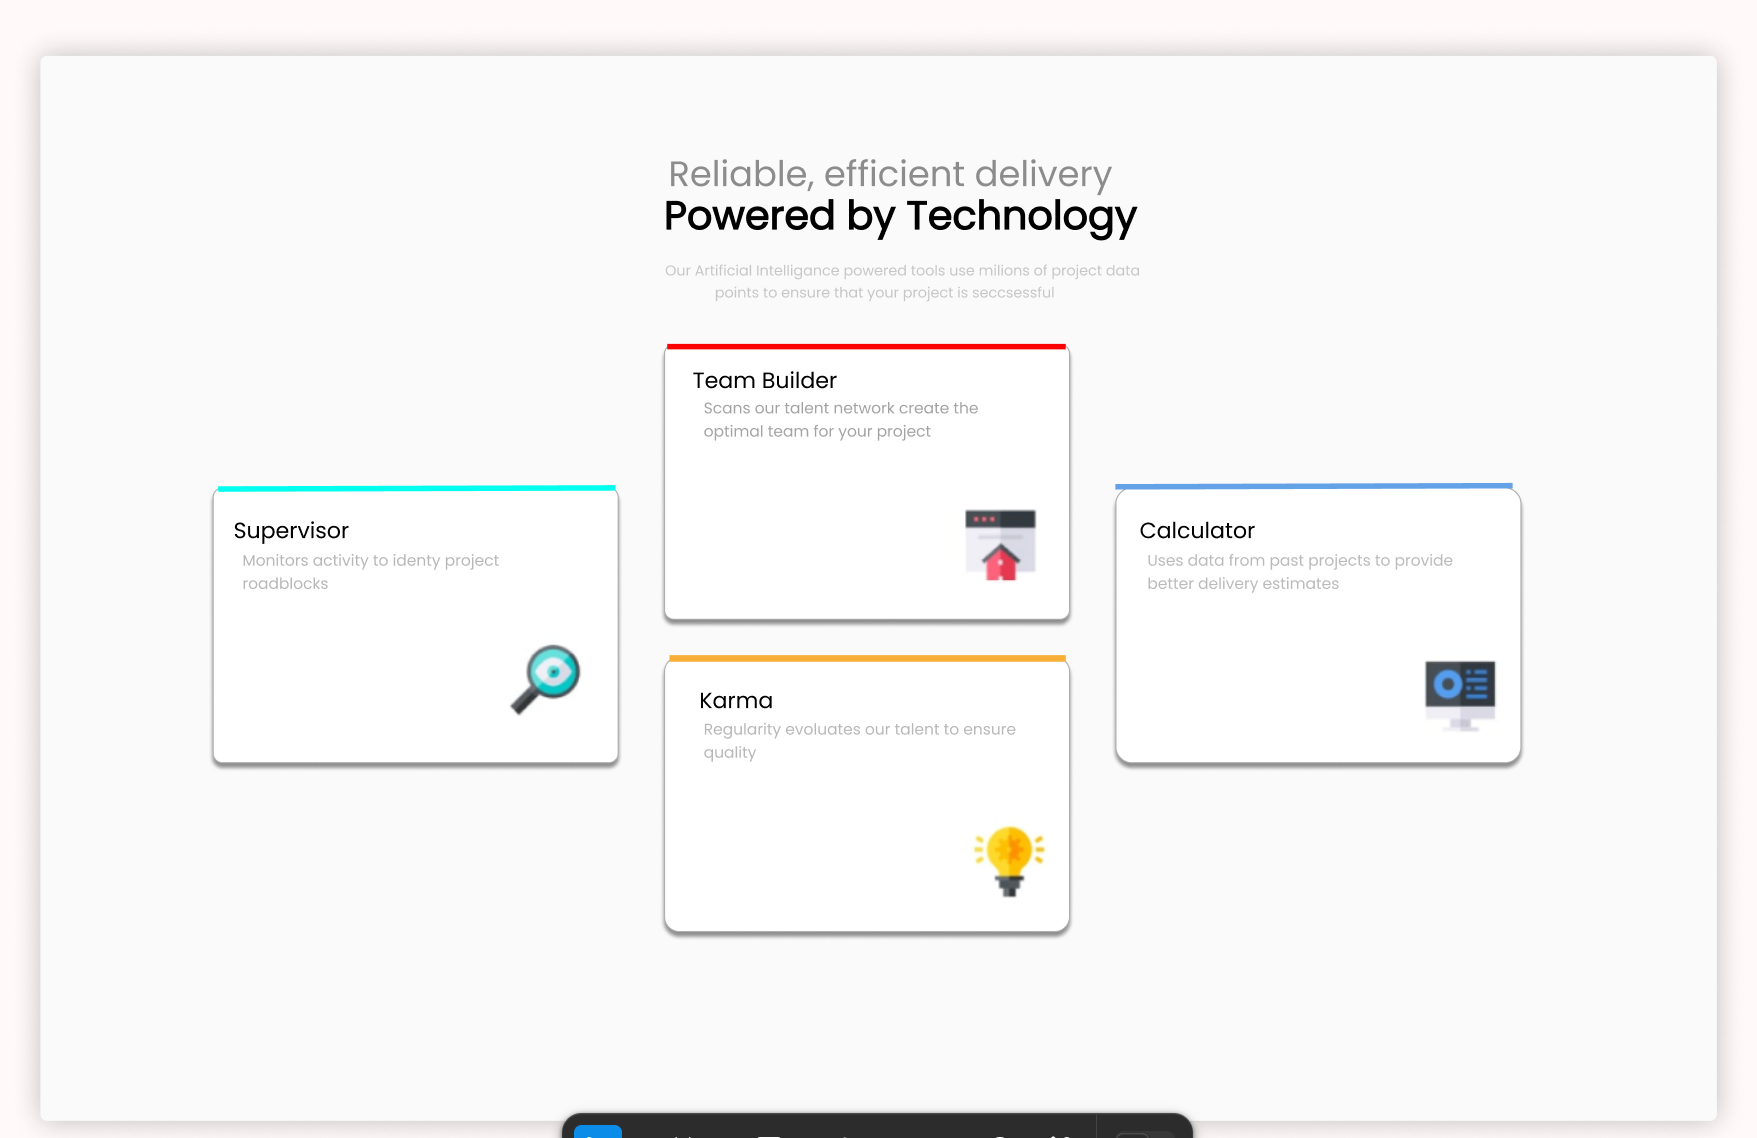 Reliable, efficient delivery
Powered by Technology
Our Artificial Intelligance powered tools use milions of project data
points to ensure that your project is seccsessful
Team Builder
Scans our talent network create the
optimal team for your project
Supervisor
Monitors activity to identy project
roadblocks
Calculator
Uses data from past projects to provide
better delivery estimates
Karma
Regularity evoluates our talent to ensure
quality